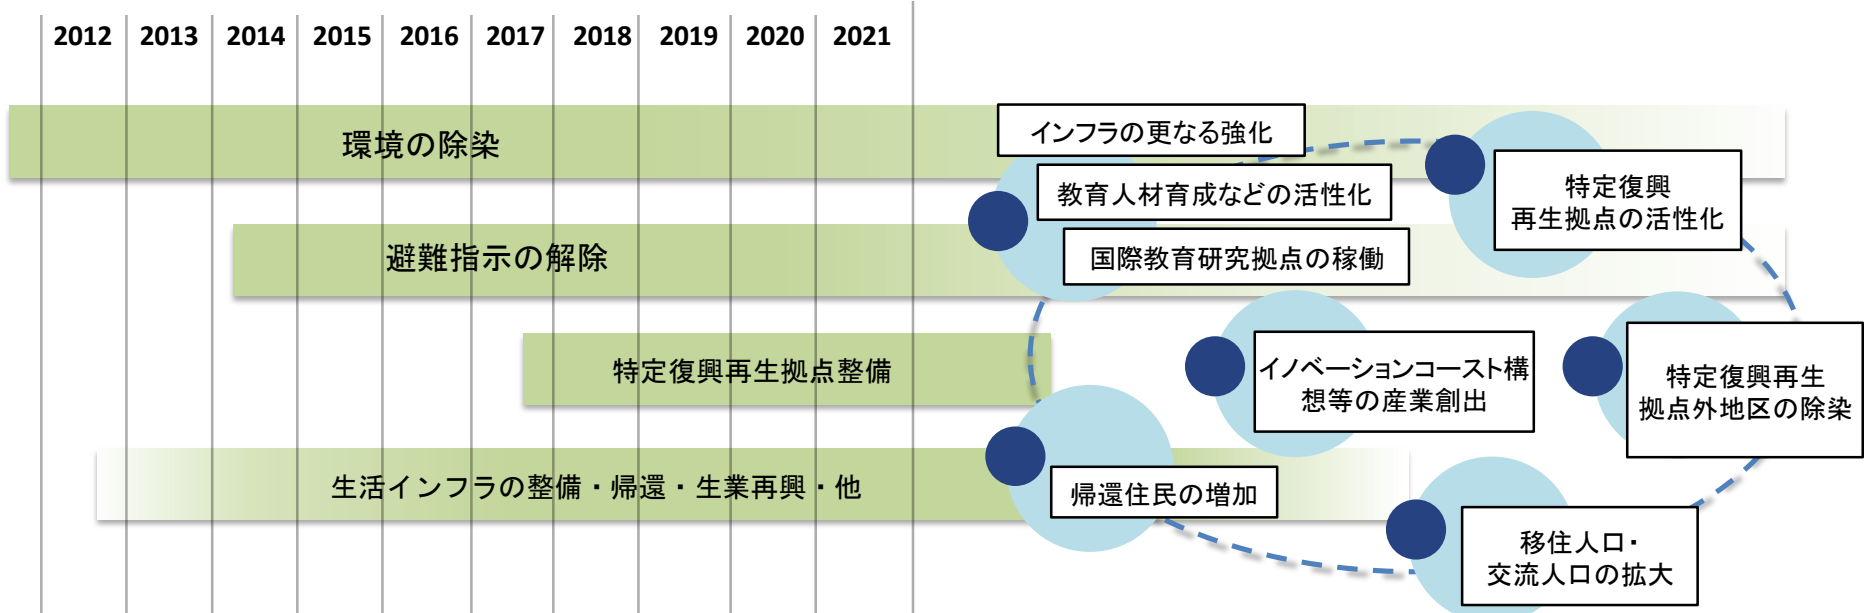 2012 2013 2014 2015 2016 2017 2018 2019 2020 2021
環境の除染
インフラの更なる強化
教育人材育成などの活性化
国際教育研究拠点の稼働
特定復興
再生拠点の活性化
避難指示の解除
特定復興再生拠点整備
イノベーションコースト構
想等の産業創出
特定復興再生
拠点外地区の除染
生活インフラの整備・帰還・生業再興・他
帰還住民の増加
移住人口・
交流人口の拡大